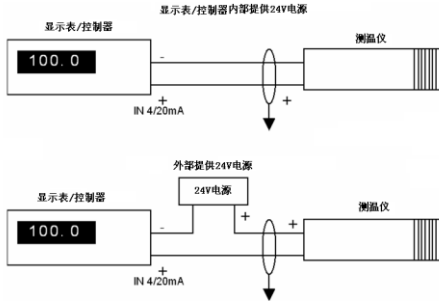 显示表/控制器内部提供24V电源
显示表/控制器
测温仪
100.0
-
+
+
IN 4/20mA
外部提供24V电源
显示表/控制器
24V电源
测温仪
100.0
-
+
+
+
IN 4/20mA